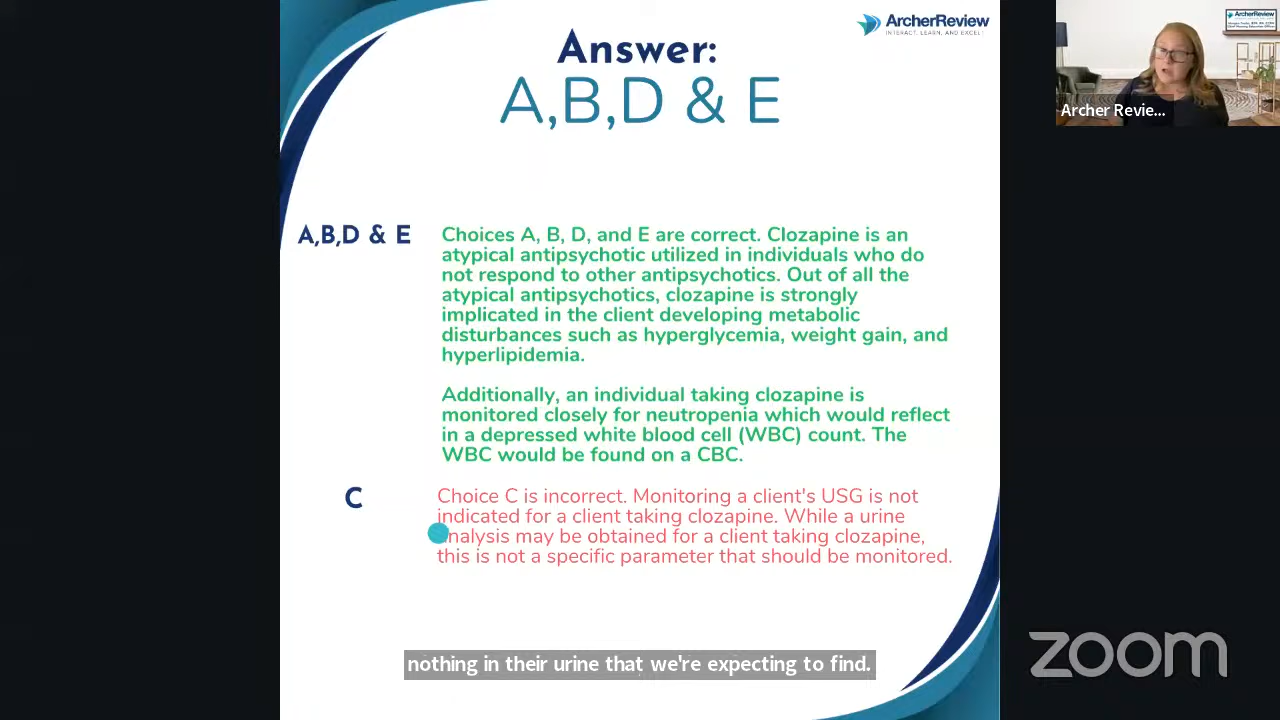 ArcherReview
INTERACT, LEARN, AND EXCEL!
Answer:
A,B,D & E
Archer Revie...
A,B,D & E
Choices A, B, D, and E are correct. Clozapine is an
atypical antipsychotic utilized in individuals who do
not respond to other antipsychotics. Out of all the
atypical antipsychotics, clozapine is strongly
implicated in the client developing metabolic
disturbances such as hyperglycemia, weight gain, and
hyperlipidemia.
Additionally, an individual taking clozapine is
monitored closely for neutropenia which would reflect
in a depressed white blood cell (WBC) count. The
WBC would be found on a CBC.
C
Choice C is incorrect. Monitoring a client's USG is not
indicated for a client taking clozapine. While a urine
analysis may be obtained for a client taking clozapine,
this is not a specific parameter that should be monitored.
nothing in their urine that we're expecting to find.
zoom